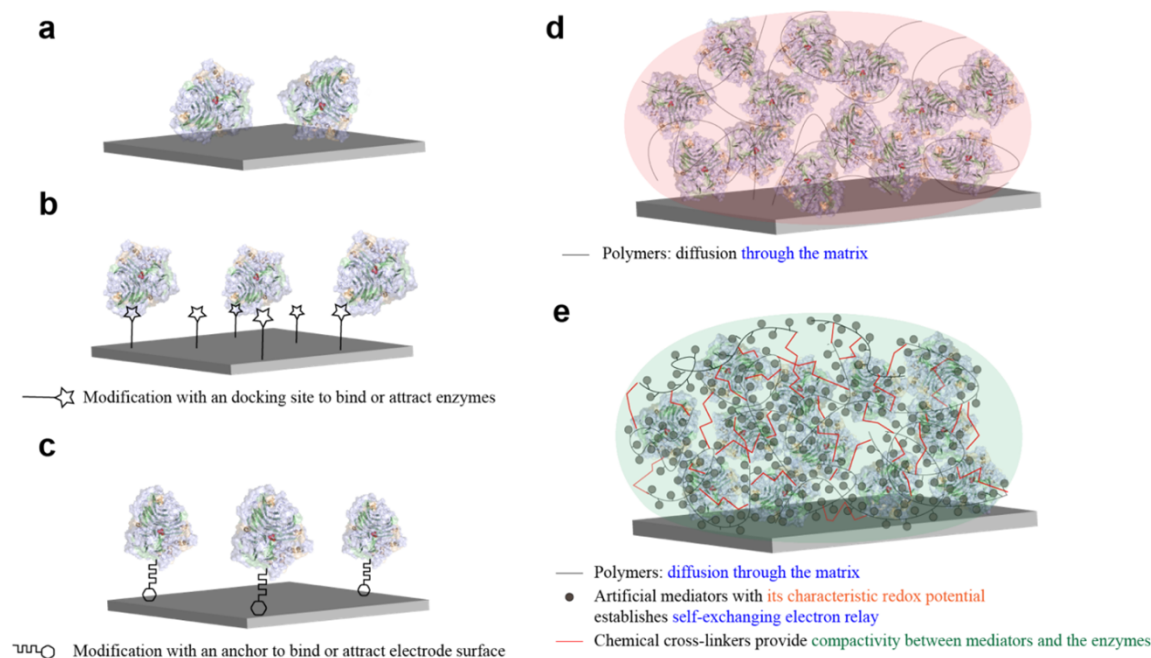 a
b
Modification with an docking site to bind or attract enzymes
c
Modification with an anchor to bind or attract electrode surface
d
Polymers: diffusion through the matrix
e
Polymers: diffusion through the matrix
Artificial mediators with its characteristic redox potential
establishes self-exchanging electron relay
Chemical cross-linkers provide compactivity between mediators and the enzymes